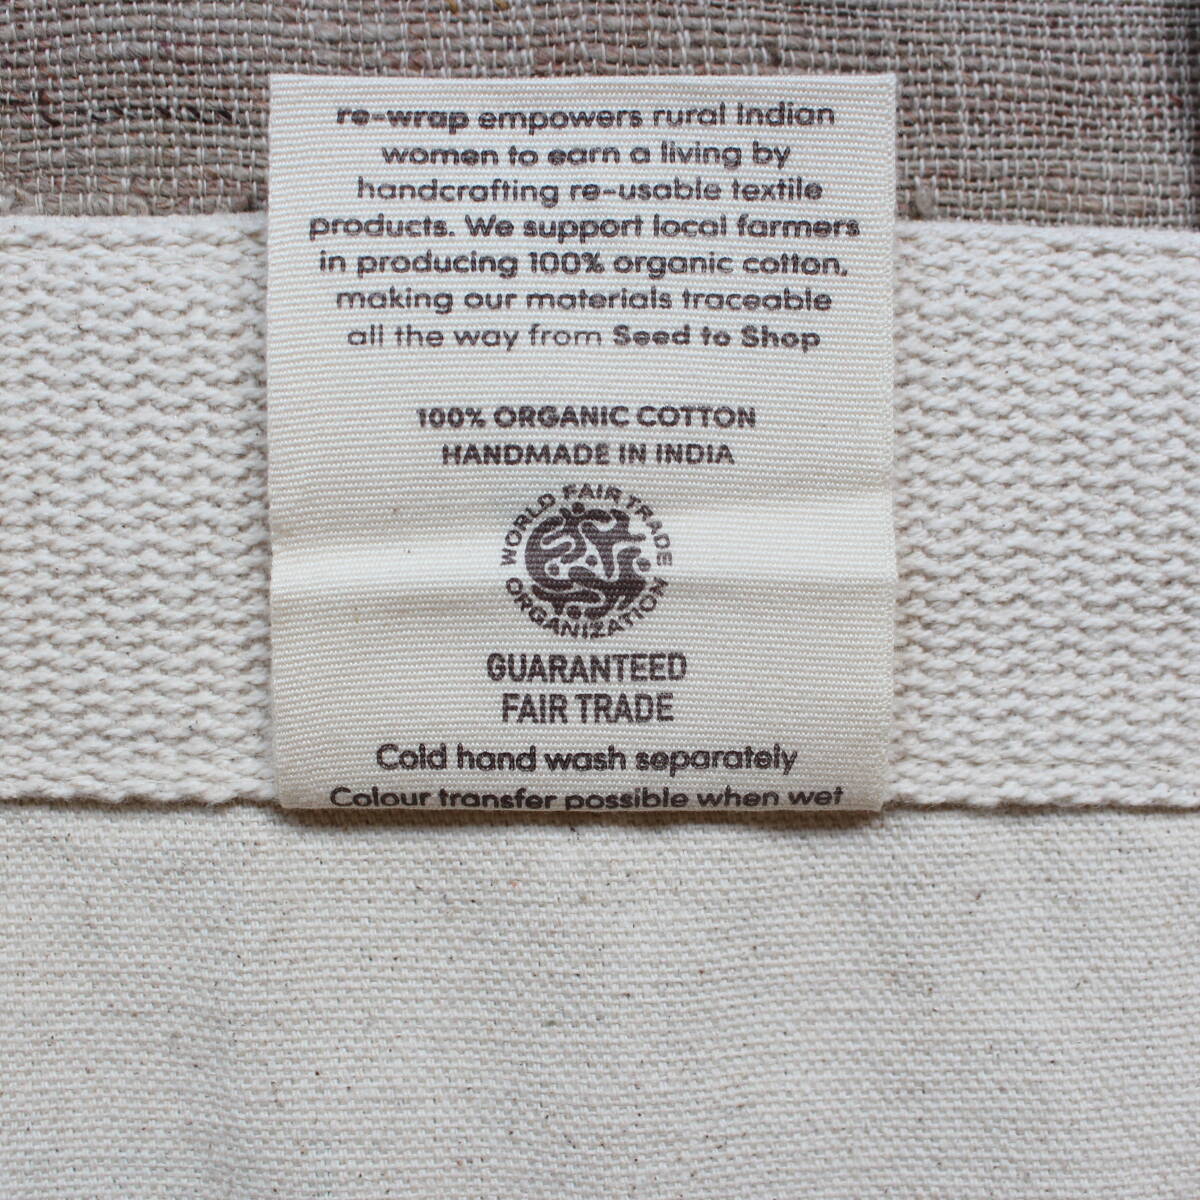 re-wrap empowers rural Indian
women to earn a living by
handcrafting re-usable textile
products. We support local farmers
in producing 100% organic cotton,
making our materials traceable
all the way from Seed to Shop
100% ORGANIC COTTON
HANDMADE IN INDIA
WORLD FAIR TRADE
ORGANIZATION
GUARANTEED
FAIR TRADE
Cold hand wash separately
Colour transfer possible when wet